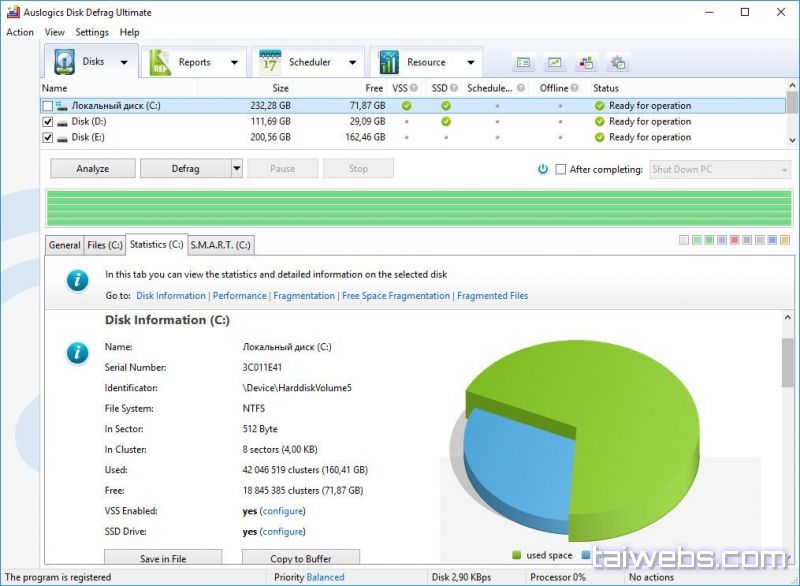 Auslogics Disk Defrag Ultimate
Action View Settings Help
Disks Reports Scheduler 17 Resource
Name Size Free VSS SSD Schedule... Offline Status
Локальный диск (C:) 232,28 GB 71,87 GB Ready for operation
Disk (D:) 111,69 GB 29,09 GB Ready for operation
Disk (E:) 200,56 GB 162,46 GB Ready for operation
Analyze Defrag Pause Stop After completing: Shut Down PC
General Files (C:) Statistics (C:) S.M.A.R.T. (C:)
In this tab you can view the statistics and detailed information on the selected disk
Go to: Disk Information | Performance | Fragmentation | Free Space Fragmentation | Fragmented Files
Disk Information (C:)
Name: Локальный диск (C:)
Serial Number: 3C011E41
Identificator: \Device\HarddiskVolume5
File System: NTFS
In Sector: 512 Byte
In Cluster: 8 sectors (4,00 KB)
Used: 42 046 519 clusters (160,41 GB)
Free: 18 845 385 clusters (71,87 GB)
VSS Enabled: yes (configure)
SSD Drive: yes (configure)
Save in File Copy to Buffer
used space
taiwebs.com
The program is registered Priority Balanced Disk 2,90 KBps Processor 0% No actions